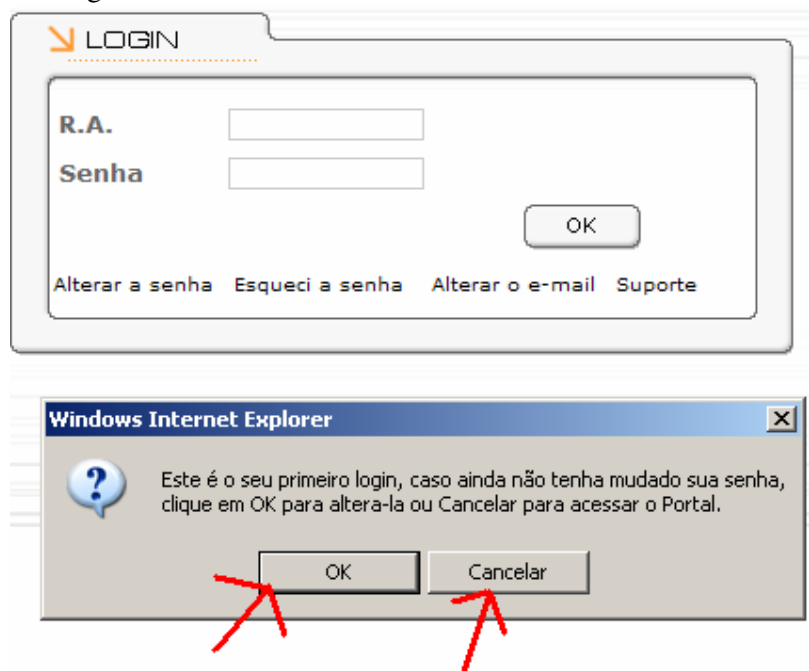 LOGIN
R.A.
Senha
OK
Alterar a senha Esqueci a senha Alterar o e-mail Suporte
Windows Internet Explorer
Este é o seu primeiro login, caso ainda não tenha mudado sua senha,
clique em OK para altera-la ou Cancelar para acessar o Portal.
OK Cancelar